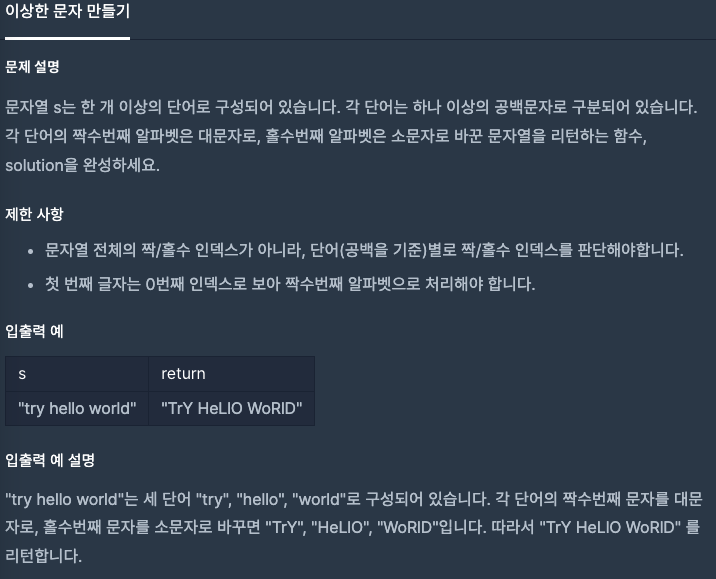 이상한 문자 만들기
문제 설명
문자열 s는 한 개 이상의 단어로 구성되어 있습니다. 각 단어는 하나 이상의 공백문자로 구분되어 있습니다.
각 단어의 짝수번째 알파벳은 대문자로, 홀수번째 알파벳은 소문자로 바꾼 문자열을 리턴하는 함수,
solution을 완성하세요.
제한 사항
• 문자열 전체의 짝/홀수 인덱스가 아니라, 단어(공백을 기준)별로 짝/홀수 인덱스를 판단해야합니다.
• 첫 번째 글자는 0번째 인덱스로 보아 짝수번째 알파벳으로 처리해야 합니다.
입출력 예
s return
"try hello world" "TrY HeLlO WoRlD"
입출력 예 설명
"try hello world"는 세 단어 "try", "hello", "world"로 구성되어 있습니다. 각 단어의 짝수번째 문자를 대문
자로, 홀수번째 문자를 소문자로 바꾸면 "TrY", "HeLlO", "WoRlD"입니다. 따라서 "TrY HeLlO WoRlD" 를
리턴합니다.